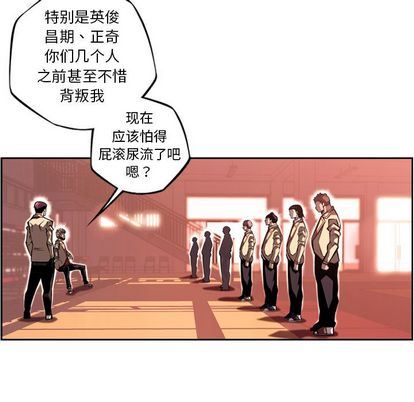 特别是英俊
昌期、正奇
你们几个人
之前甚至不惜
背叛我
现在
应该怕得
屁滚尿流了吧
嗯？